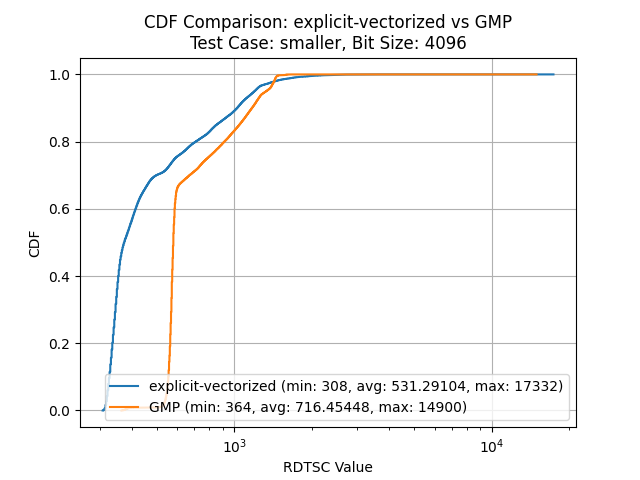 CDF Comparison: explicit-vectorized vs GMP
Test Case: smaller, Bit Size: 4096
1.0
0.8
0.6
0.4
0.2
0.0
CDF
explicit-vectorized (min: 308, avg: 531.29104, max: 17332)
GMP (min: 364, avg: 716.45448, max: 14900)
10³
10⁴
RDTSC Value